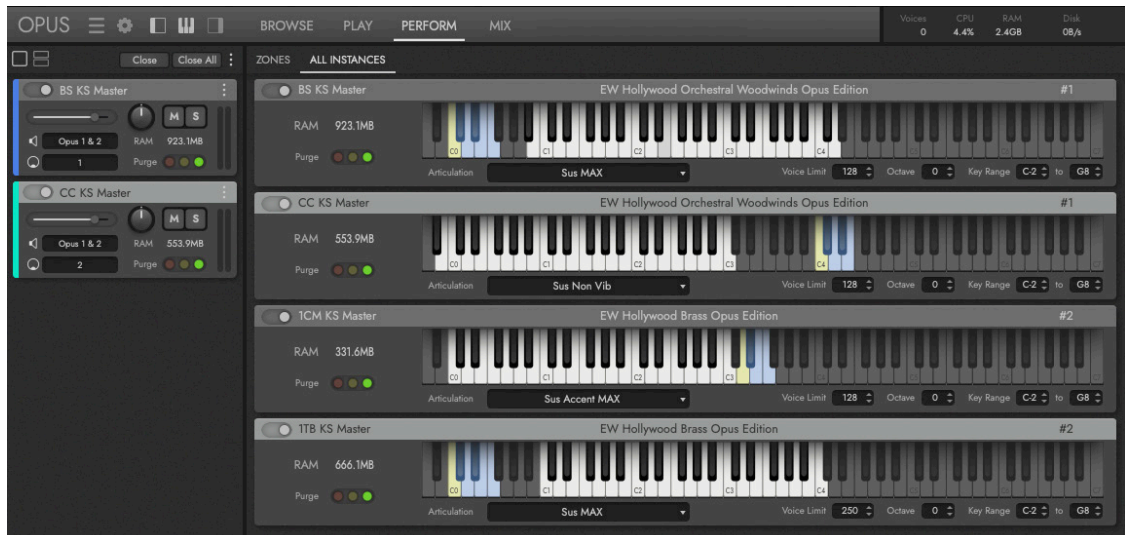 OPUS BROWSE PLAY PERFORM MIX
Voices CPU RAM Disk
0 4.4% 2.4GB 0B/s
Close Close All
BS KS Master
M S
Opus 1 & 2 RAM 923.1MB
1 Purge
CC KS Master
M S
Opus 1 & 2 RAM 553.9MB
2 Purge
ZONES ALL INSTANCES
BS KS Master EW Hollywood Orchestral Woodwinds Opus Edition #1
RAM 923.1MB
Purge
C0 C1 C2 C3 C4
Articulation Sus MAX Voice Limit 128 Octave 0 Key Range C-2 to G8
CC KS Master EW Hollywood Orchestral Woodwinds Opus Edition #1
RAM 553.9MB
Purge
C0 C1 C2 C3 C4
Articulation Sus Non Vib Voice Limit 128 Octave 0 Key Range C-2 to G8
1CM KS Master EW Hollywood Brass Opus Edition #2
RAM 331.6MB
Purge
C0 C1 C2 C3
Articulation Sus Accent MAX Voice Limit 128 Octave 0 Key Range C-2 to G8
1TB KS Master EW Hollywood Brass Opus Edition #2
RAM 666.1MB
Purge
C0 C1 C2 C3 C4
Articulation Sus MAX Voice Limit 250 Octave 0 Key Range C-2 to G8